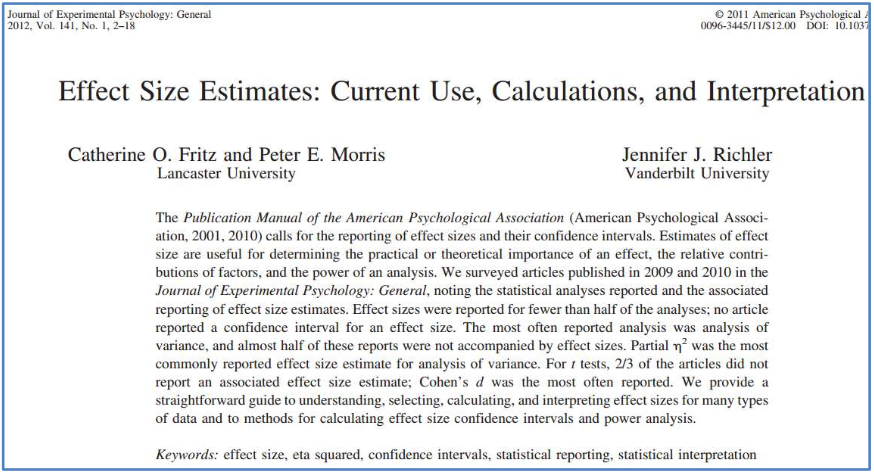 Journal of Experimental Psychology: General
© 2011 American Psychological
2012, Vol. 141, No. 1, 2–18
0096-3445/11/$12.00 DOI: 10.1037
Effect Size Estimates: Current Use, Calculations, and Interpretation
Catherine O. Fritz and Peter E. Morris
Lancaster University
Jennifer J. Richler
Vanderbilt University
The Publication Manual of the American Psychological Association (American Psychological Associ-
ation, 2001, 2010) calls for the reporting of effect sizes and their confidence intervals. Estimates of effect
size are useful for determining the practical or theoretical importance of an effect, the relative contri-
butions of factors, and the power of an analysis. We surveyed articles published in 2009 and 2010 in the
Journal of Experimental Psychology: General, noting the statistical analyses reported and the associated
reporting of effect size estimates. Effect sizes were reported for fewer than half of the analyses; no article
reported a confidence interval for an effect size. The most often reported analysis was analysis of
variance, and almost half of these reports were not accompanied by effect sizes. Partial η² was the most
commonly reported effect size estimate for analysis of variance. For t tests, 2/3 of the articles did not
report an associated effect size estimate; Cohen's d was the most often reported. We provide a
straightforward guide to understanding, selecting, calculating, and interpreting effect sizes for many types
of data and to methods for calculating effect size confidence intervals and power analysis.
Keywords: effect size, eta squared, confidence intervals, statistical reporting, statistical interpretation